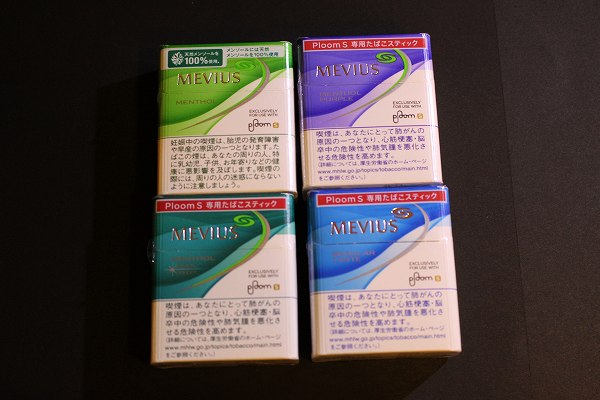 天然メンソールを
100%使用。
メンソールには天然
メンソールを100%使用
MEVIUS
MENTHOL
EXCLUSIVELY
FOR USE WITH
ploom S
妊娠中の喫煙は、胎児の発育障害
や早産の原因の一つとなります。た
ばこの煙は、あなたの周りの人、特
に乳幼児、子供、お年寄りなどの健
康に悪影響を及ぼします。喫煙の
際には、周りの人の迷惑にならない
ように注意しましょう。
Ploom S 専用たばこスティック
MEVIUS
MENTHOL
PURPLE
EXCLUSIVELY
FOR USE WITH
ploom S
喫煙は、あなたにとって肺がんの
原因の一つとなり、心筋梗塞・脳
卒中の危険性や肺気腫を悪化さ
せる危険性を高めます。
(詳細については、厚生労働省のホーム・ページ
www.mhlw.go.jp/topics/tobacco/main.html
をご参照ください。)
Ploom S 専用たばこスティック
MEVIUS
MENTHOL
EXCLUSIVELY
FOR USE WITH
ploom S
喫煙は、あなたにとって肺がんの
原因の一つとなり、心筋梗塞・脳
卒中の危険性や肺気腫を悪化さ
せる危険性を高めます。
(詳細については、厚生労働省のホーム・ページ
www.mhlw.go.jp/topics/tobacco/main.html
をご参照ください。)
Ploom S 専用たばこスティック
MEVIUS
REGULAR
TASTE
EXCLUSIVELY
FOR USE WITH
ploom S
喫煙は、あなたにとって肺がんの
原因の一つとなり、心筋梗塞・脳
卒中の危険性や肺気腫を悪化さ
せる危険性を高めます。
(詳細については、厚生労働省のホーム・ページ
www.mhlw.go.jp/topics/tobacco/main.html
をご参照ください。)